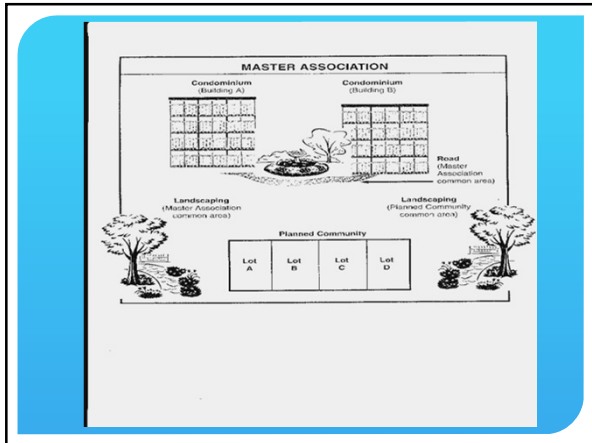 MASTER ASSOCIATION
Condominium
(Building A)
Condominium
(Building B)
Road
(Master
Association
common area)
Landscaping
(Master Association
common area)
Landscaping
(Planned Community
common area)
Planned Community
Lot
A
Lot
B
Lot
C
Lot
D